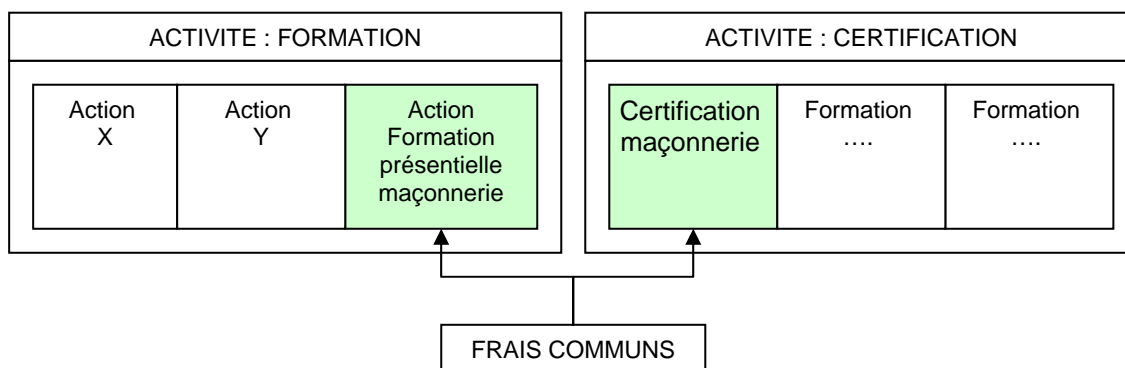 ACTIVITE : FORMATION
Action
X
Action
Y
Action
Formation
présentielle
maçonnerie
ACTIVITE : CERTIFICATION
Certification
maçonnerie
Formation
….
Formation
….
FRAIS COMMUNS